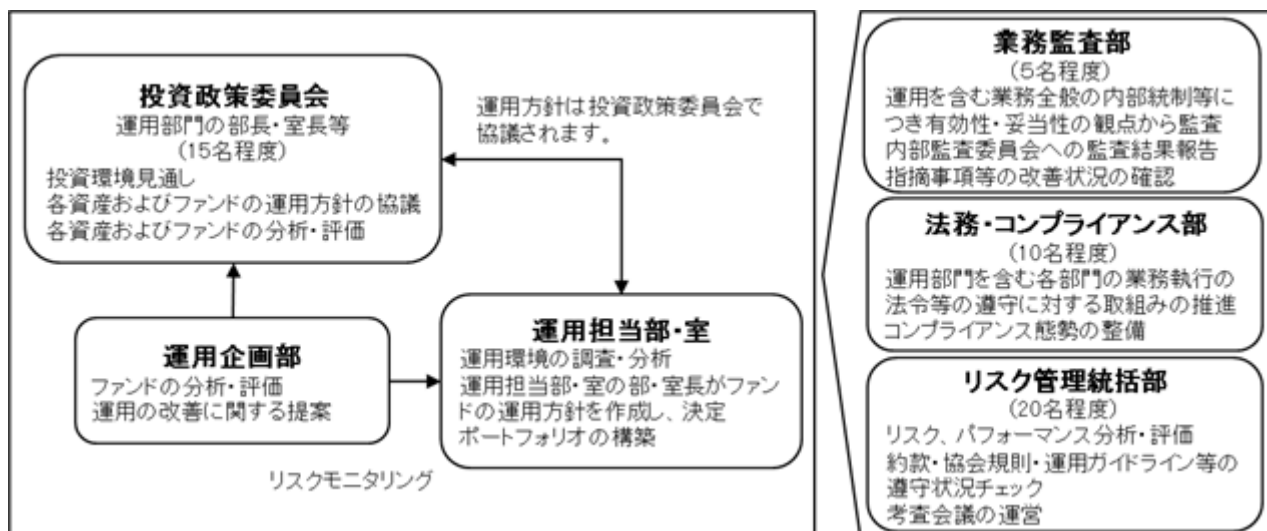 投資政策委員会
運用部門の部長・室長等
(15名程度)
投資環境見通し
各資産およびファンドの運用方針の協議
各資産およびファンドの分析・評価
運用方針は投資政策委員会で
協議されます。
運用企画部
ファンドの分析・評価
運用の改善に関する提案
運用担当部・室
運用環境の調査・分析
運用担当部・室の部・室長がファン
ドの運用方針を作成し、決定
ポートフォリオの構築
リスクモニタリング
業務監査部
(5名程度)
運用を含む業務全般の内部統制等に
つき有効性・妥当性の観点から監査
内部監査委員会への監査結果報告
指摘事項等の改善状況の確認
法務・コンプライアンス部
(10名程度)
運用部門を含む各部門の業務執行の
法令等の遵守に対する取組みの推進
コンプライアンス態勢の整備
リスク管理統括部
(20名程度)
リスク、パフォーマンス分析・評価
約款・協会規則・運用ガイドライン等の
遵守状況チェック
考査会議の運営